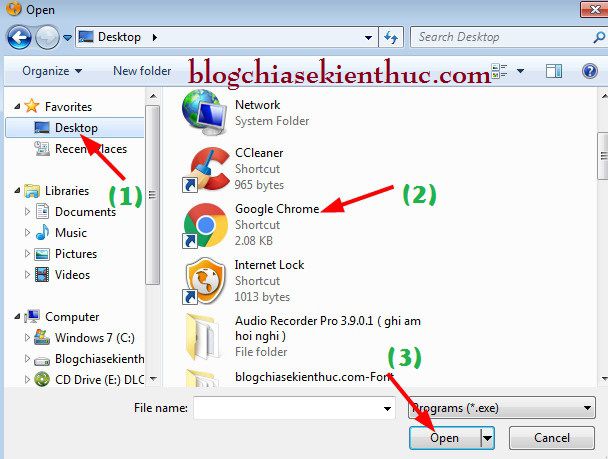 Open
Desktop
Search Desktop
Organize
New folder
blogchiasekienthuc.com
Favorites
Desktop
Recent Places
Libraries
Documents
Music
Pictures
Videos
Computer
Windows 7 (C:)
Blogchiasekienth
CD Drive (E:) DLC
(1)
Network
System Folder
CCleaner
Shortcut
965 bytes
Google Chrome
Shortcut
2.08 KB
(2)
Internet Lock
Shortcut
1013 bytes
Audio Recorder Pro 3.9.0.1 ( ghi am
hoi nghi )
File folder
blogchiasekienthuc.com-Font
(3)
File name:
Programs (*.exe)
Open
Cancel